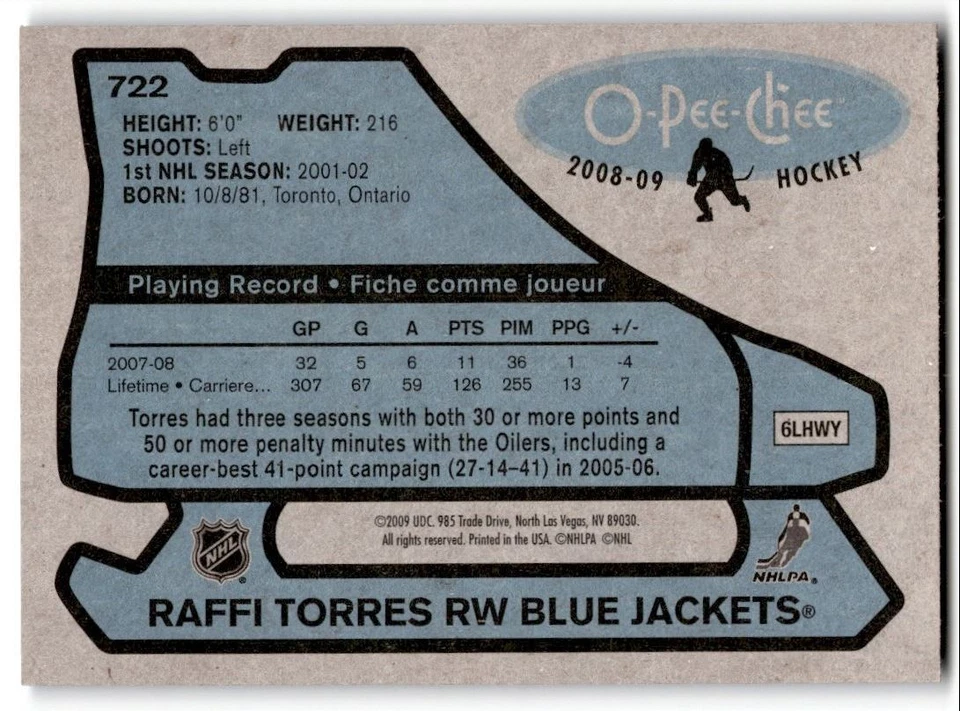 722
HEIGHT: 6'0" WEIGHT: 216
SHOOTS: Left
1st NHL SEASON: 2001-02
BORN: 10/8/81, Toronto, Ontario
O-Pee-Chee™
2008-09 HOCKEY
Playing Record • Fiche comme joueur
GP G A PTS PIM PPG +/-
2007-08 32 5 6 11 36 1 -4
Lifetime • Carriere... 307 67 59 126 255 13 7
Torres had three seasons with both 30 or more points and
50 or more penalty minutes with the Oilers, including a
career-best 41-point campaign (27-14–41) in 2005-06.
6LHWY
©2009 UDC. 985 Trade Drive, North Las Vegas, NV 89030.
All rights reserved. Printed in the USA. ©NHLPA ©NHL
NHL®
NHLPA®
RAFFI TORRES RW BLUE JACKETS®